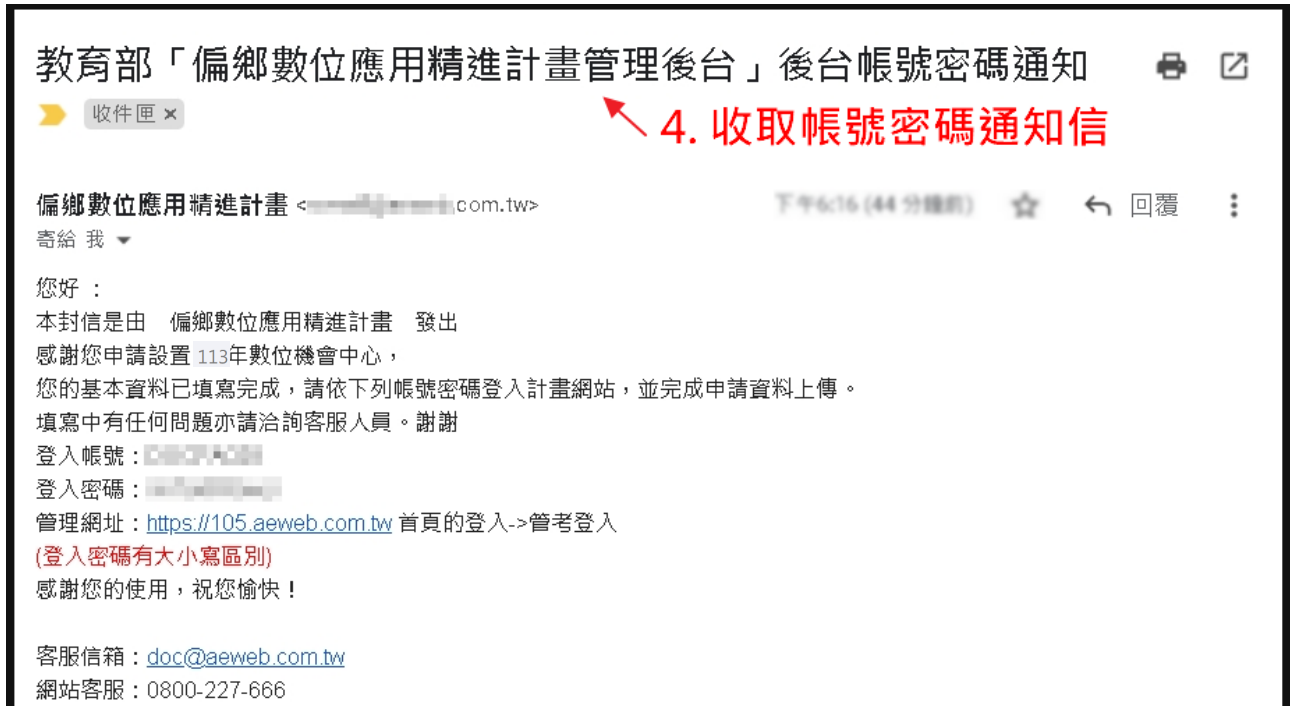 教育部「偏鄉數位應用精進計畫管理後台」後台帳號密碼通知
收件匣 ×
4. 收取帳號密碼通知信
偏鄉數位應用精進計畫 < .com.tw>
下午6:16 (44 分鐘前)
回覆
寄給 我
您好 ：
本封信是由　偏鄉數位應用精進計畫　發出
感謝您申請設置 113年數位機會中心，
您的基本資料已填寫完成，請依下列帳號密碼登入計畫網站，並完成申請資料上傳。
填寫中有任何問題亦請洽詢客服人員。謝謝
登入帳號：
登入密碼：
管理網址：https://105.aeweb.com.tw 首頁的登入->管考登入
(登入密碼有大小寫區別)
感謝您的使用，祝您愉快！
客服信箱：doc@aeweb.com.tw
網站客服：0800-227-666